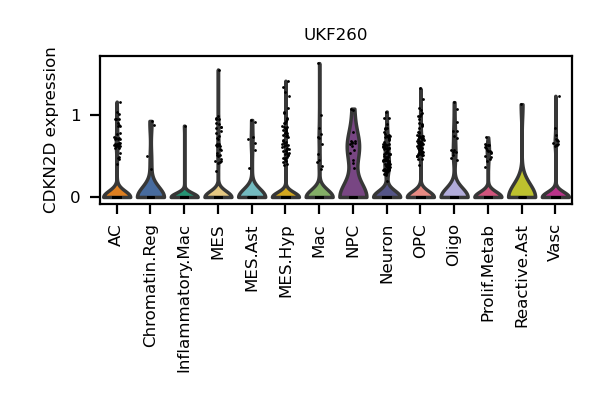 UKF260
CDKN2D expression
1
0
AC
Chromatin.Reg
Inflammatory.Mac
MES
MES.Ast
MES.Hyp
Mac
NPC
Neuron
OPC
Oligo
Prolif.Metab
Reactive.Ast
Vasc